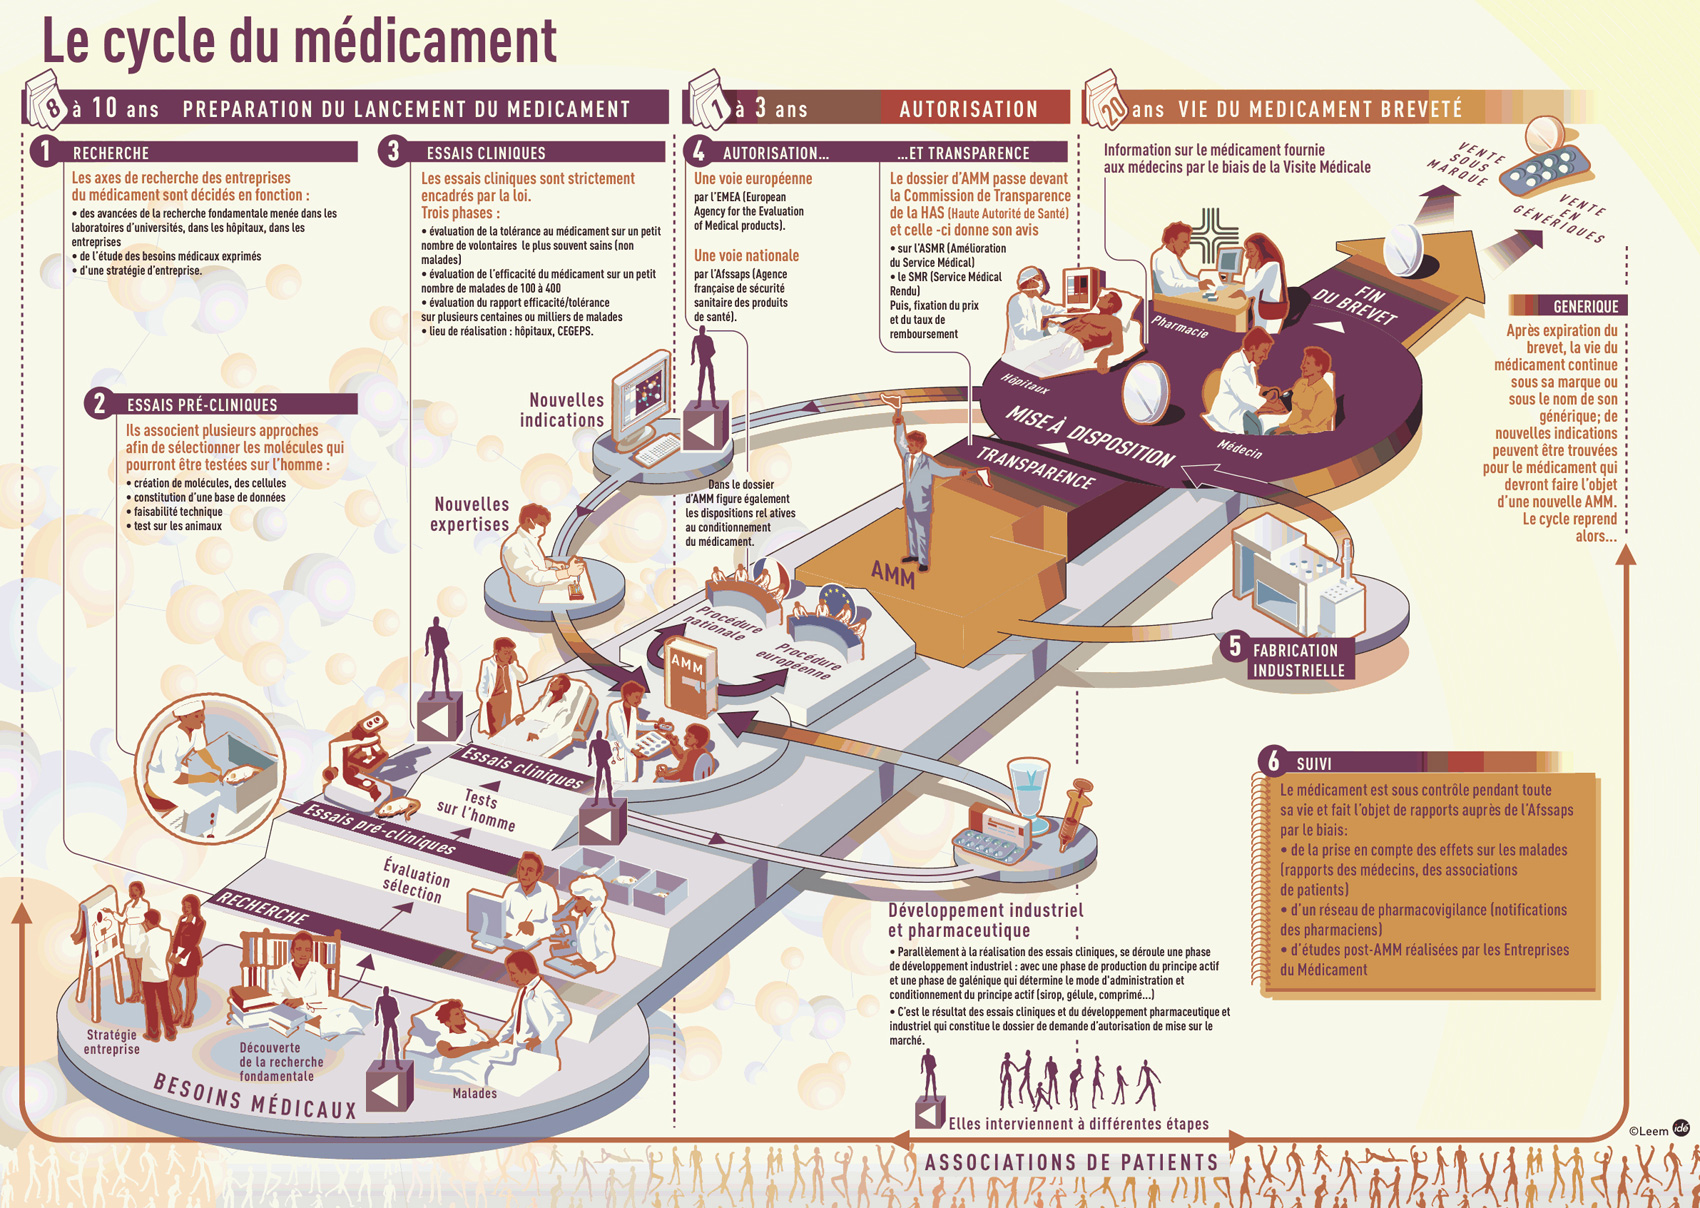 Le cycle du médicament
8 à 10 ans PREPARATION DU LANCEMENT DU MEDICAMENT
1 à 3 ans AUTORISATION
20 ans VIE DU MEDICAMENT BREVETÉ
1 RECHERCHE
Les axes de recherche des entreprises
du médicament sont décidés en fonction :
• des avancées de la recherche fondamentale menée dans les
laboratoires d'universités, dans les hôpitaux, dans les
entreprises
• de l'étude des besoins médicaux exprimés
• d'une stratégie d'entreprise.
2 ESSAIS PRÉ-CLINIQUES
Ils associent plusieurs approches
afin de sélectionner les molécules qui
pourront être testées sur l'homme :
• création de molécules, des cellules
• constitution d'une base de données
• faisabilité technique
• test sur les animaux
3 ESSAIS CLINIQUES
Les essais cliniques sont strictement
encadrés par la loi.
Trois phases :
• évaluation de la tolérance au médicament sur un petit
nombre de volontaires le plus souvent sains (non
malades)
• évaluation de l'efficacité du médicament sur un petit
nombre de malades de 100 à 400
• évaluation du rapport efficacité/tolérance
sur plusieurs centaines ou milliers de malades
• lieu de réalisation : hôpitaux, CEGEPS.
4 AUTORISATION...
Une voie européenne
par l'EMEA (European
Agency for the Evaluation
of Medical products).
Une voie nationale
par l'Afssaps (Agence
française de sécurité
sanitaire des produits
de santé).
...ET TRANSPARENCE
Le dossier d'AMM passe devant
la Commission de Transparence
de la HAS (Haute Autorité de Santé)
et celle -ci donne son avis
• sur l'ASMR (Amélioration
du Service Médical)
• le SMR (Service Médical
Rendu)
Puis, fixation du prix
et du taux de
remboursement
Information sur le médicament fournie
aux médecins par le biais de la Visite Médicale
VENTE
SOUS
MARQUE
VENTE
EN
GÉNÉRIQUES
FIN
DU BREVET
Pharmacie
Hôpitaux
Médecin
MISE À DISPOSITION
TRANSPARENCE
GENERIQUE
Après expiration du
brevet, la vie du
médicament continue
sous sa marque ou
sous le nom de son
générique; de
nouvelles indications
peuvent être trouvées
pour le médicament qui
devront faire l'objet
d'une nouvelle AMM.
Le cycle reprend
alors...
Nouvelles
indications
Nouvelles
expertises
Dans le dossier
d'AMM figure également
les dispositions rel atives
au conditionnement
du médicament.
AMM
Procédure
nationale
Procédure
européenne
AMM
5 FABRICATION
INDUSTRIELLE
Essais cliniques
Tests
sur l'homme
Essais pré-cliniques
Évaluation
sélection
RECHERCHE
6 SUIVI
Le médicament est sous contrôle pendant toute
sa vie et fait l'objet de rapports auprès de l'Afssaps
par le biais:
• de la prise en compte des effets sur les malades
(rapports des médecins, des associations
de patients)
• d'un réseau de pharmacovigilance (notifications
des pharmaciens)
• d'études post-AMM réalisées par les Entreprises
du Médicament
Développement industriel
et pharmaceutique
• Parallèlement à la réalisation des essais cliniques, se déroule une phase
de développement industriel : avec une phase de production du principe actif
et une phase de galénique qui détermine le mode d'administration et
conditionnement du principe actif (sirop, gélule, comprimé...)
• C'est le résultat des essais cliniques et du développement pharmaceutique et
industriel qui constitue le dossier de demande d'autorisation de mise sur le
marché.
Stratégie
entreprise
Découverte
de la recherche
fondamentale
Malades
BESOINS MÉDICAUX
Elles interviennent à différentes étapes
ASSOCIATIONS DE PATIENTS
©Leem idé